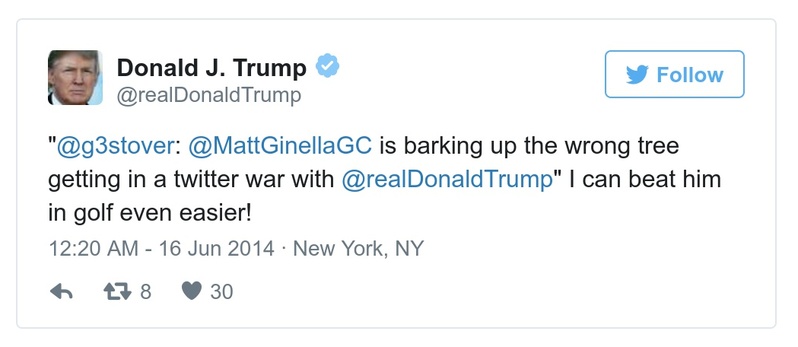 Donald J. Trump
@realDonaldTrump
Follow
"@g3stover: @MattGinellaGC is barking up the wrong tree
getting in a twitter war with @realDonaldTrump" I can beat him
in golf even easier!
12:20 AM - 16 Jun 2014 · New York, NY
8 30